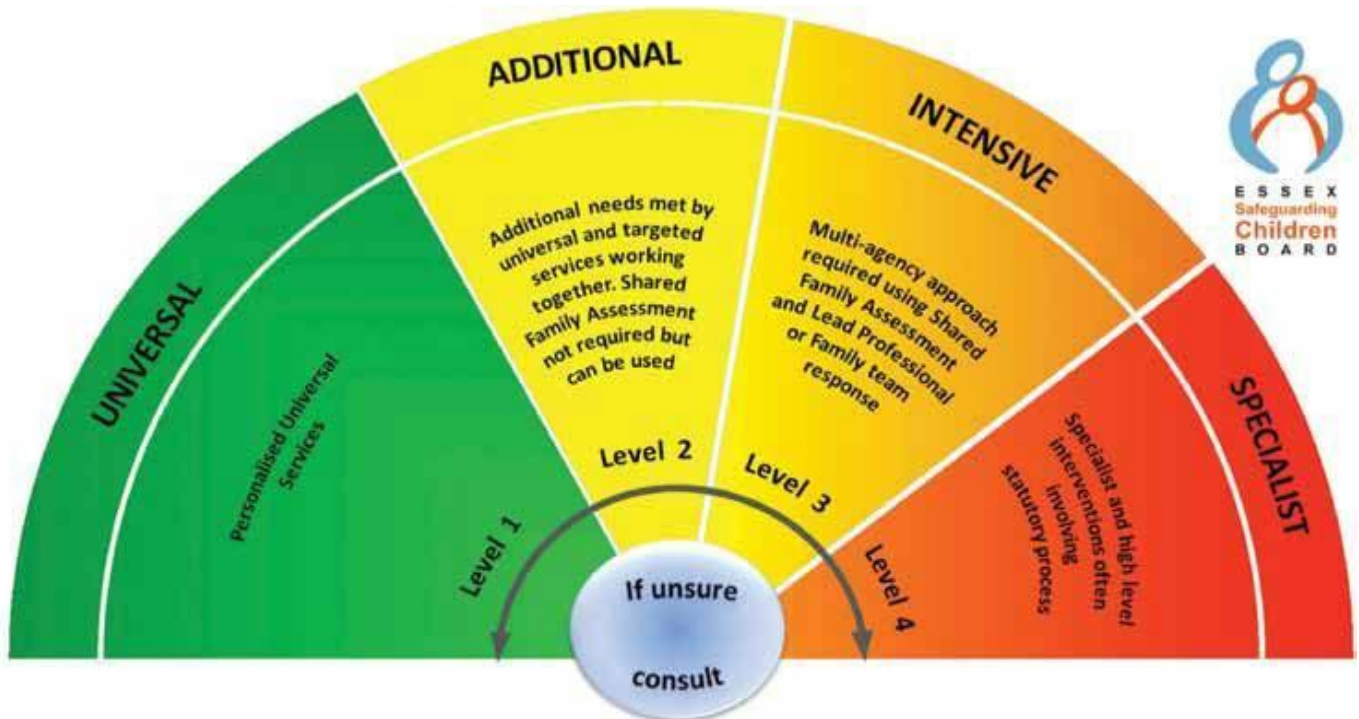 UNIVERSAL
Personalised Universal
Services
Level 1
ADDITIONAL
Additional needs met by
universal and targeted
services working
together. Shared
Family Assessment
not required but
can be used
Level 2
INTENSIVE
Multi-agency approach
required using Shared
Family Assessment
and Lead Professional
or Family team
response
Level 3
SPECIALIST
Specialist and high level
interventions often
involving
statutory process
Level 4
If unsure
consult
ESSEX
Safeguarding
Children
BOARD